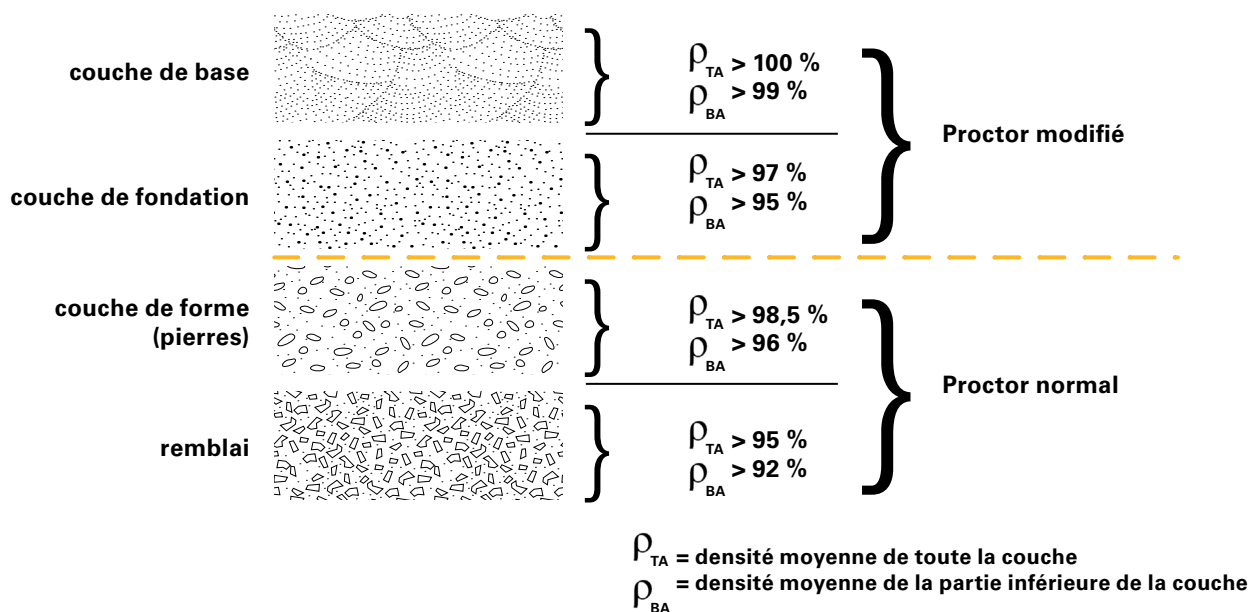 couche de base
ρTA > 100 %
ρBA > 99 %
Proctor modifié
couche de fondation
ρTA > 97 %
ρBA > 95 %
couche de forme
(pierres)
ρTA > 98,5 %
ρBA > 96 %
Proctor normal
remblai
ρTA > 95 %
ρBA > 92 %
ρTA = densité moyenne de toute la couche
ρBA = densité moyenne de la partie inférieure de la couche